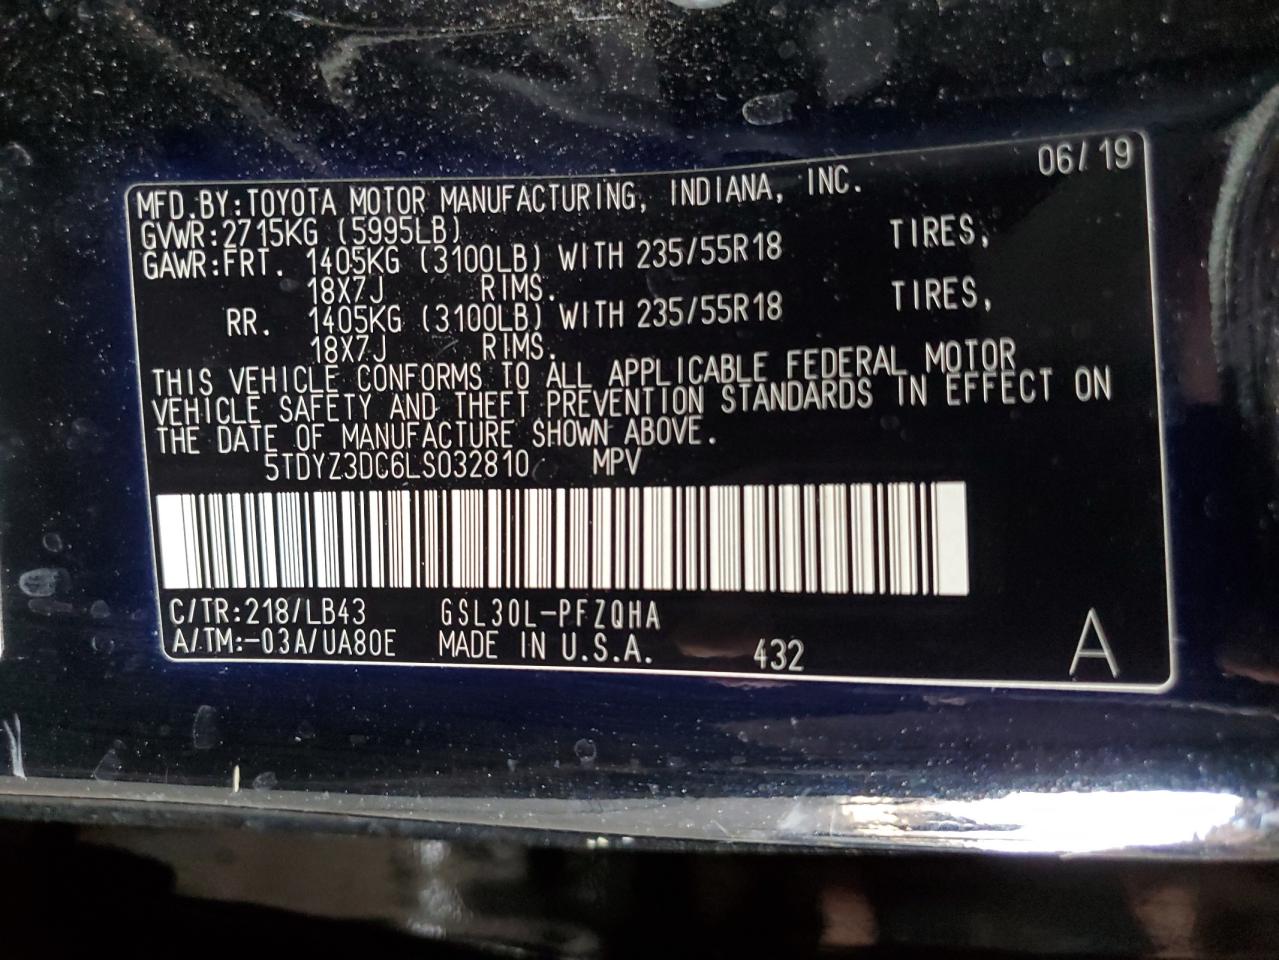 06/19
MFD.BY:TOYOTA MOTOR MANUFACTURING, INDIANA, INC.
GVWR:2715KG (5995LB)
GAWR:FRT. 1405KG (3100LB) WITH 235/55R18 TIRES,
18X7J RIMS.
RR. 1405KG (3100LB) WITH 235/55R18 TIRES,
18X7J RIMS.
THIS VEHICLE CONFORMS TO ALL APPLICABLE FEDERAL MOTOR
VEHICLE SAFETY AND THEFT PREVENTION STANDARDS IN EFFECT ON
THE DATE OF MANUFACTURE SHOWN ABOVE.
5TDYZ3DC6LS032810 MPV
C/TR:218/LB43 GSL30L-PFZQHA
A/TM:-03A/UA80E MADE IN U.S.A. 432 A